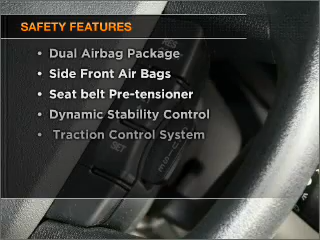 SAFETY FEATURES
• Dual Airbag Package
• Side Front Air Bags
• Seat belt Pre-tensioner
• Dynamic Stability Control
• Traction Control System
SET